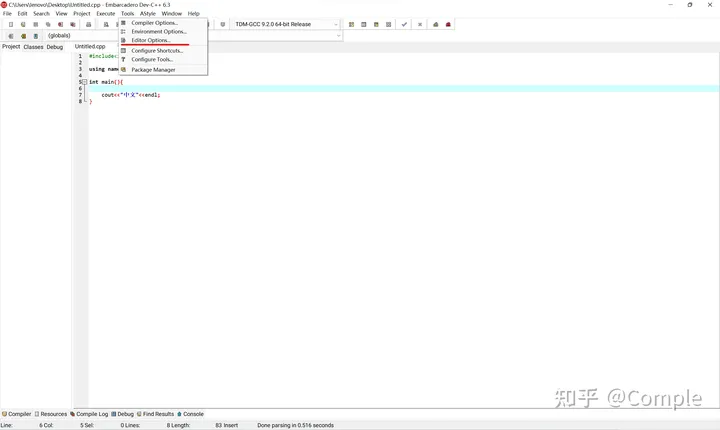 C:\Users\lenovo\Desktop\Untitled.cpp - Embarcadero Dev-C++ 6.3
File Edit Search View Project Execute Tools AStyle Window Help
Compiler Options...
Environment Options...
Editor Options...
Configure Shortcuts...
Configure Tools...
Package Manager
TDM-GCC 9.2.0 64-bit Release
(globals)
Project Classes Debug
Untitled.cpp
1 #include<
2
3 using nam
4
5 int main(){
6
7 cout<<"中文"<<endl;
8 }
Compiler Resources Compile Log Debug Find Results Console
Line: 6 Col: 5 Sel: 0 Lines: 8 Length: 83 Insert Done parsing in 0.516 seconds
知乎 @Comple